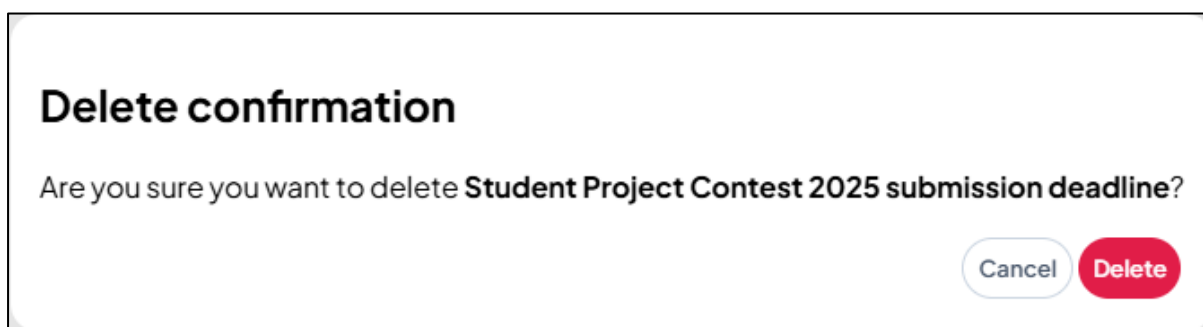 Delete confirmation
Are you sure you want to delete Student Project Contest 2025 submission deadline?
Cancel Delete